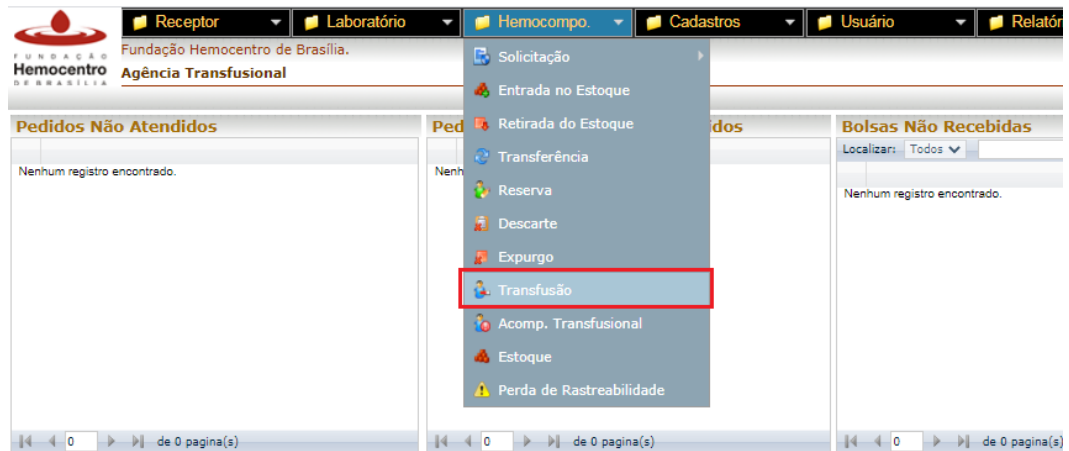 Receptor
Laboratório
Hemocompo.
Cadastros
Usuário
Relatór
FUNDAÇÃO
Hemocentro
DE BRASÍLIA
Fundação Hemocentro de Brasília.
Agência Transfusional
Solicitação
Entrada no Estoque
Retirada do Estoque
Transferência
Reserva
Descarte
Expurgo
Transfusão
Acomp. Transfusional
Estoque
Perda de Rastreabilidade
Pedidos Não Atendidos
Nenhum registro encontrado.
0 de 0 pagina(s)
Ped idos
Nenh
0 de 0 pagina(s)
Bolsas Não Recebidas
Localizar: Todos
Nenhum registro encontrado.
0 de 0 pagina(s)